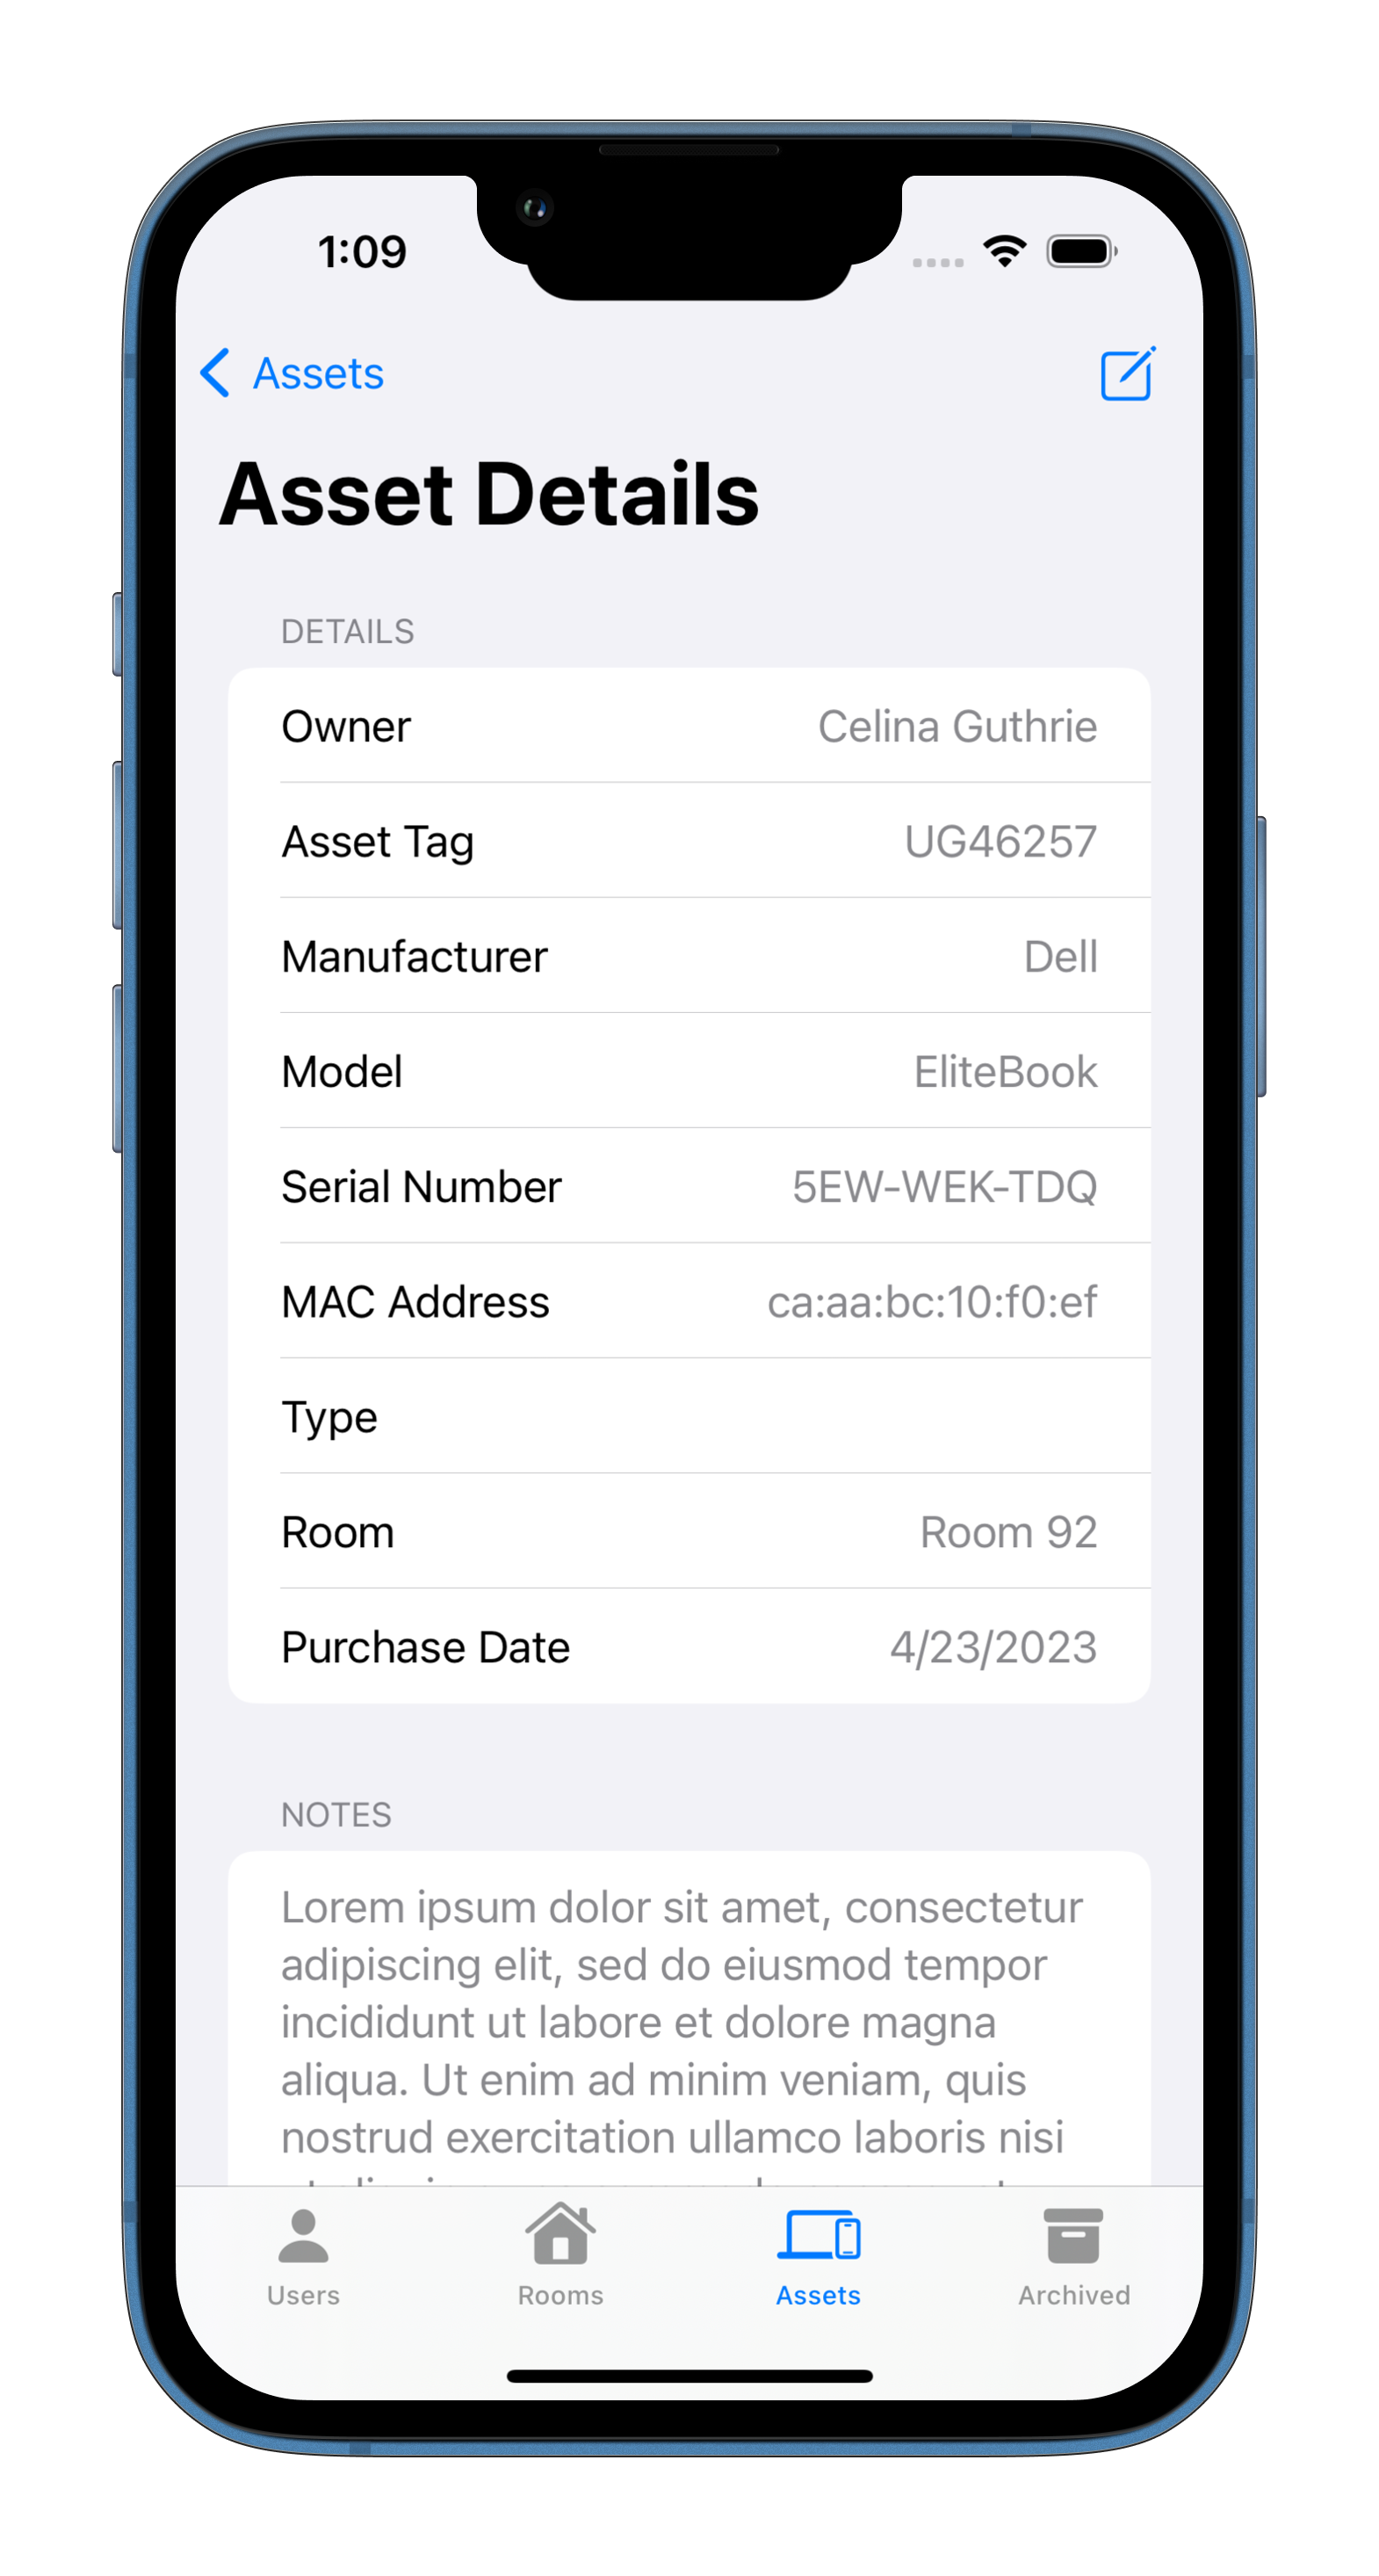 1:09
Assets
Asset Details
DETAILS
Owner Celina Guthrie
Asset Tag UG46257
Manufacturer Dell
Model EliteBook
Serial Number 5EW-WEK-TDQ
MAC Address ca:aa:bc:10:f0:ef
Type
Room Room 92
Purchase Date 4/23/2023
NOTES
Lorem ipsum dolor sit amet, consectetur
adipiscing elit, sed do eiusmod tempor
incididunt ut labore et dolore magna
aliqua. Ut enim ad minim veniam, quis
nostrud exercitation ullamco laboris nisi
Users Rooms Assets Archived